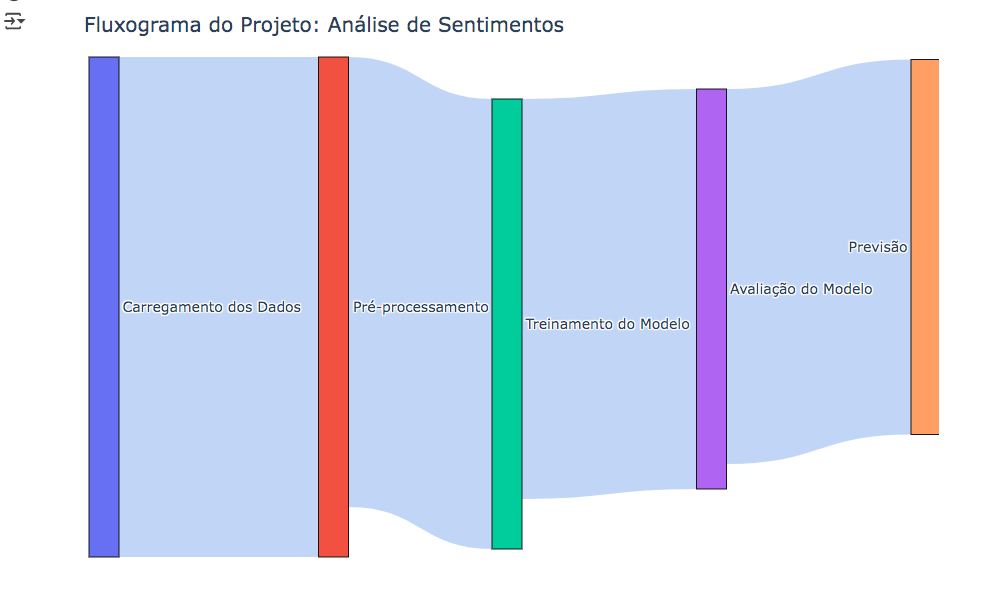 Fluxograma do Projeto: Análise de Sentimentos
Carregamento dos Dados
Pré-processamento
Treinamento do Modelo
Avaliação do Modelo
Previsão